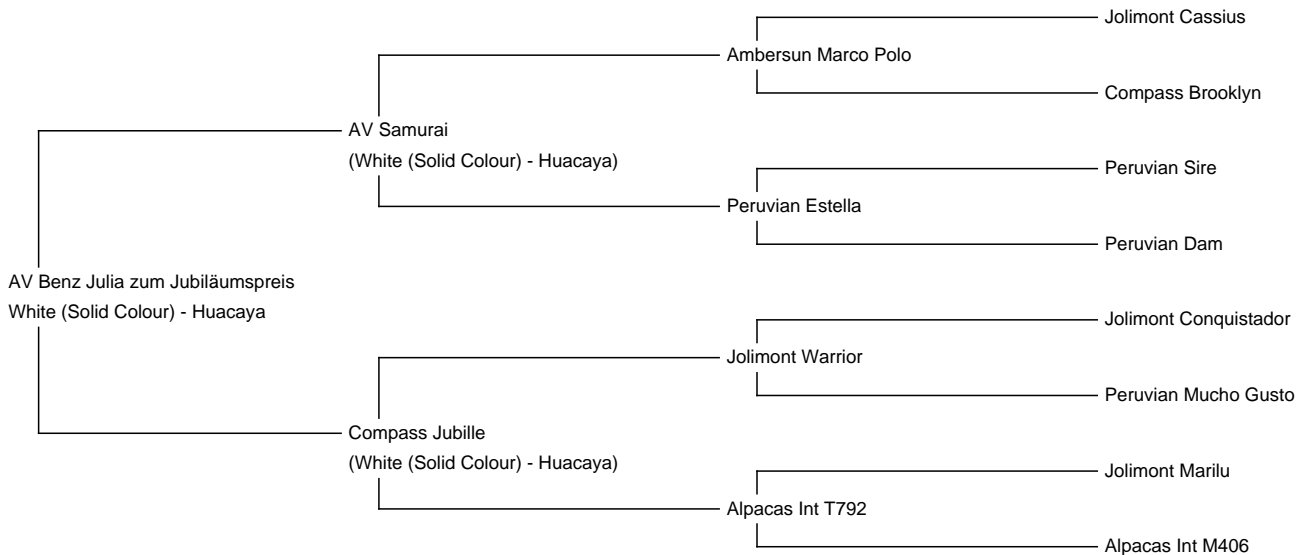 Jolimont Cassius
Ambersun Marco Polo
Compass Brooklyn
AV Samurai
(White (Solid Colour) - Huacaya)
Peruvian Sire
Peruvian Estella
Peruvian Dam
AV Benz Julia zum Jubiläumspreis
White (Solid Colour) - Huacaya
Jolimont Conquistador
Jolimont Warrior
Peruvian Mucho Gusto
Compass Jubille
(White (Solid Colour) - Huacaya)
Jolimont Marilu
Alpacas Int T792
Alpacas Int M406